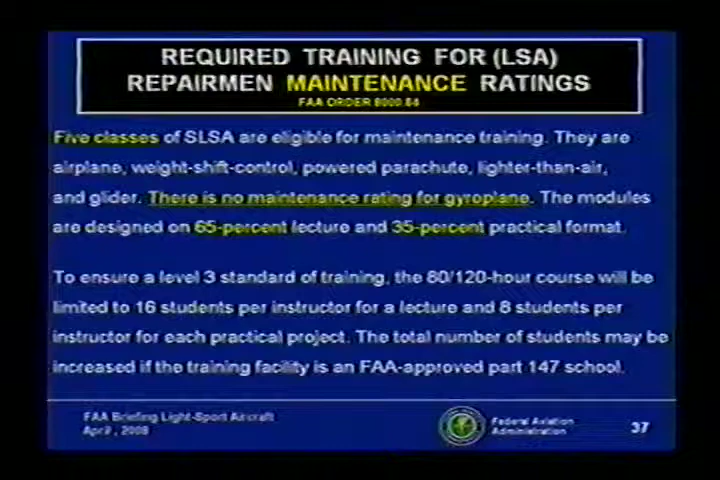 REQUIRED TRAINING FOR (LSA)
REPAIRMEN MAINTENANCE RATINGS
FAA ORDER 8000.84
Five classes of SLSA are eligible for maintenance training. They are
airplane, weight-shift-control, powered parachute, lighter-than-air,
and glider. There is no maintenance rating for gyroplane. The modules
are designed on 65-percent lecture and 35-percent practical format.
To ensure a level 3 standard of training, the 80/120-hour course will be
limited to 16 students per instructor for a lecture and 8 students per
instructor for each practical project. The total number of students may be
increased if the training facility is an FAA-approved part 147 school.
FAA Briefing Light-Sport Aircraft
April , 2008
Federal Aviation
Administration
37